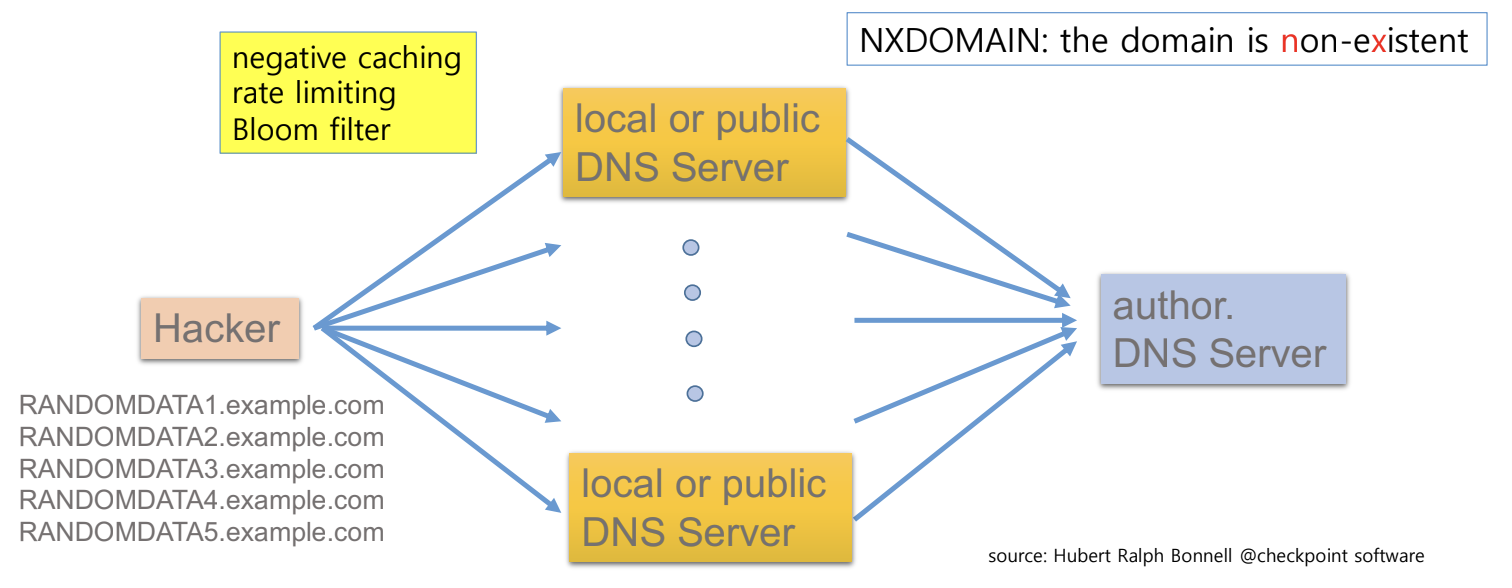 NXDOMAIN: the domain is non-existent
negative caching
rate limiting
Bloom filter
local or public
DNS Server
Hacker
author.
DNS Server
RANDOMDATA1.example.com
RANDOMDATA2.example.com
RANDOMDATA3.example.com
RANDOMDATA4.example.com
RANDOMDATA5.example.com
local or public
DNS Server
source: Hubert Ralph Bonnell @checkpoint software